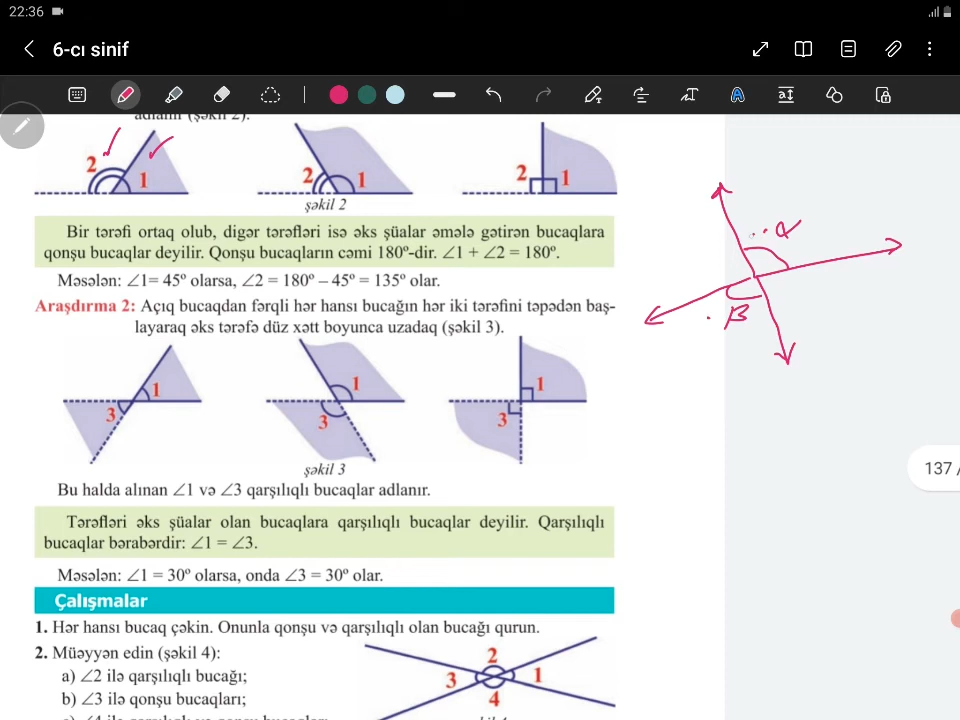 22:36
6-cı sinif
adlanır (şəkil 2).
2 1 2 1 2 1
şəkil 2
Bir tərəfi ortaq olub, digər tərəfləri isə əks şüalar əmələ gətirən bucaqlara
qonşu bucaqlar deyilir. Qonşu bucaqların cəmi 180º-dir. ∠1 + ∠2 = 180º.
Məsələn: ∠1= 45º olarsa, ∠2 = 180º – 45º = 135º olar.
Araşdırma 2: Açıq bucaqdan fərqli hər hansı bucağın hər iki tərəfini təpədən baş-
layaraq əks tərəfə düz xətt boyunca uzadaq (şəkil 3).
1 3 1 3 1 3
şəkil 3
Bu halda alınan ∠1 və ∠3 qarşılıqlı bucaqlar adlanır.
Tərəfləri əks şüalar olan bucaqlara qarşılıqlı bucaqlar deyilir. Qarşılıqlı
bucaqlar bərabərdir: ∠1 = ∠3.
Məsələn: ∠1 = 30º olarsa, onda ∠3 = 30º olar.
Çalışmalar
1. Hər hansı bucaq çəkin. Onunla qonşu və qarşılıqlı olan bucağı qurun.
2. Müəyyən edin (şəkil 4):
a) ∠2 ilə qarşılıqlı bucağı;
b) ∠3 ilə qonşu bucaqları;
2
3 1
4
α
β
137 /